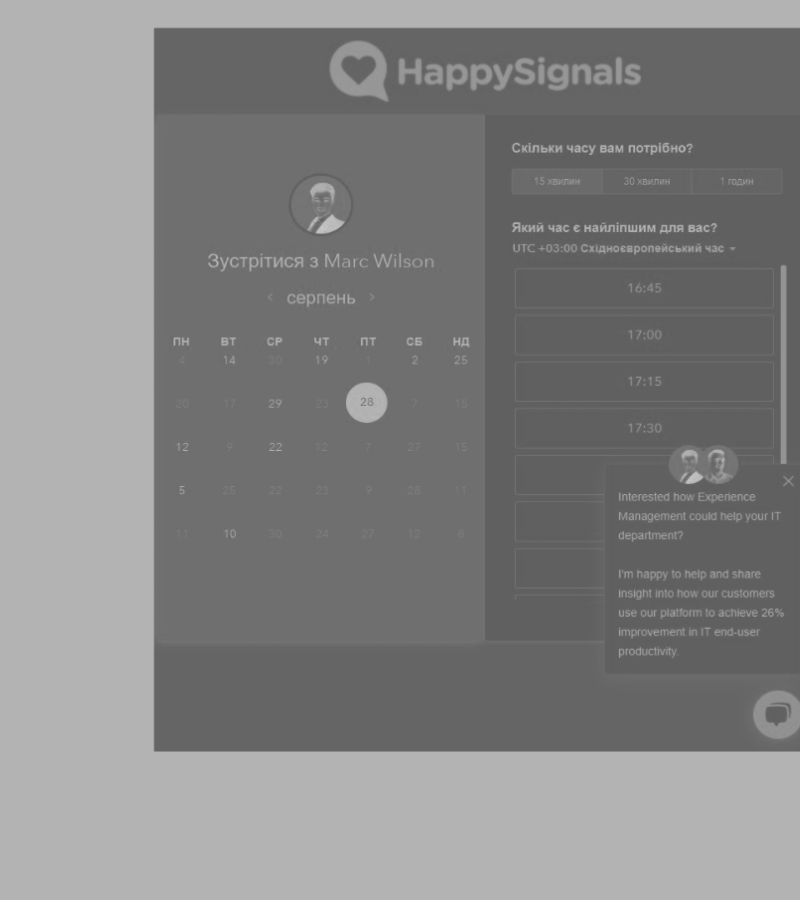 HappySignals
Зустрітися з Marc Wilson
серпень
ПН ВТ СР ЧТ ПТ СБ НД
4 14 30 19 1 2 25
20 17 29 23 28 7 16
12 9 22 12 7 27 15
5 25 22 23 9 26 11
11 10 30 24 27 12 6
Скільки часу вам потрібно?
15 хвилин 30 хвилин 1 годин
Який час є найліпшим для вас?
UTC +03:00 Східноєвропейський час
16:45
17:00
17:15
17:30
Interested how Experience
Management could help your IT
department?
I'm happy to help and share
insight into how our customers
use our platform to achieve 26%
improvement in IT end-user
productivity.